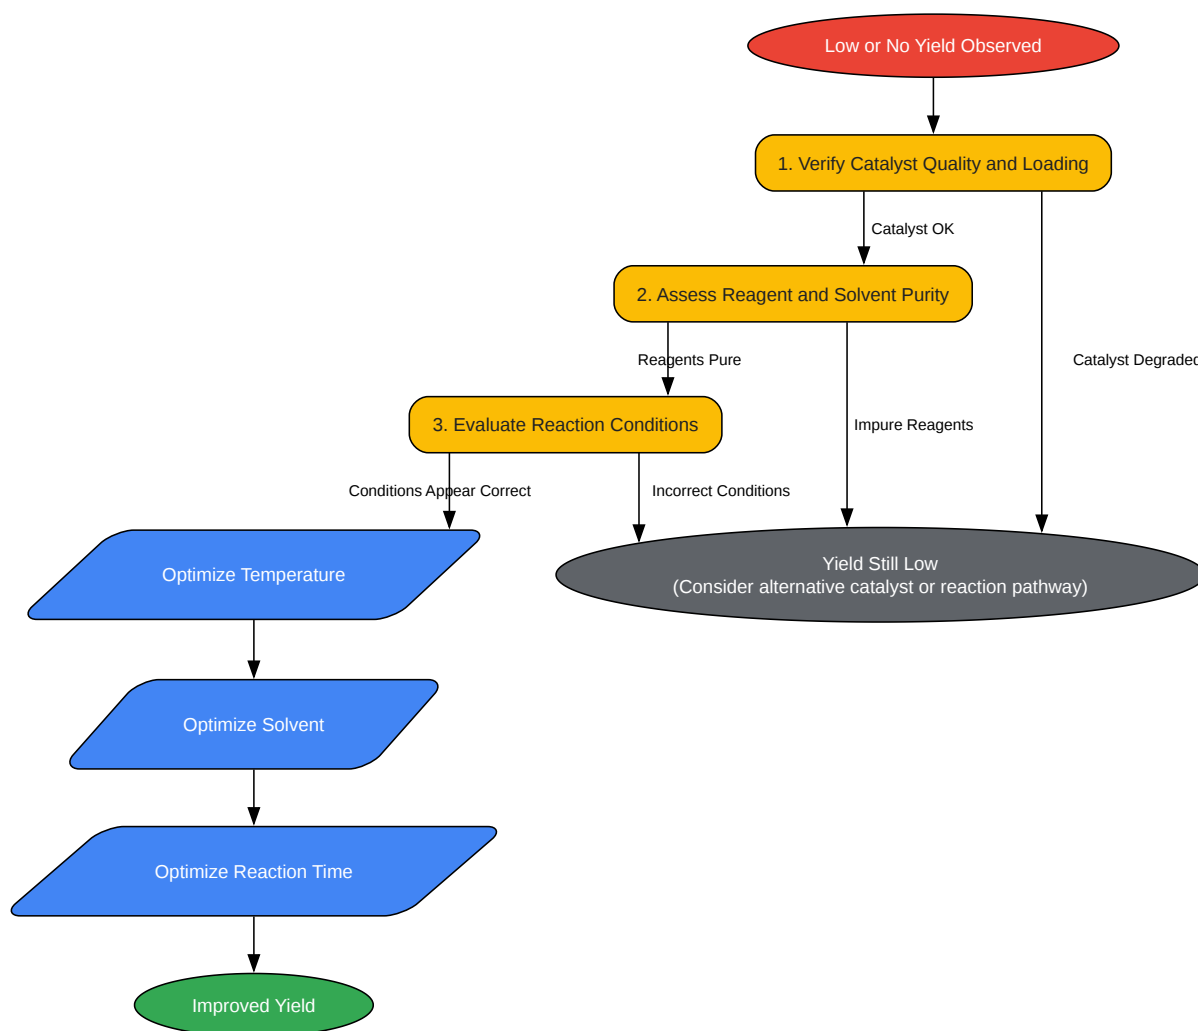 Low or No Yield Observed
1. Verify Catalyst Quality and Loading
Catalyst OK
2. Assess Reagent and Solvent Purity
Reagents Pure
Catalyst Degraded
3. Evaluate Reaction Conditions
Impure Reagents
Conditions Appear Correct
Incorrect Conditions
Optimize Temperature
Yield Still Low
(Consider alternative catalyst or reaction pathway)
Optimize Solvent
Optimize Reaction Time
Improved Yield